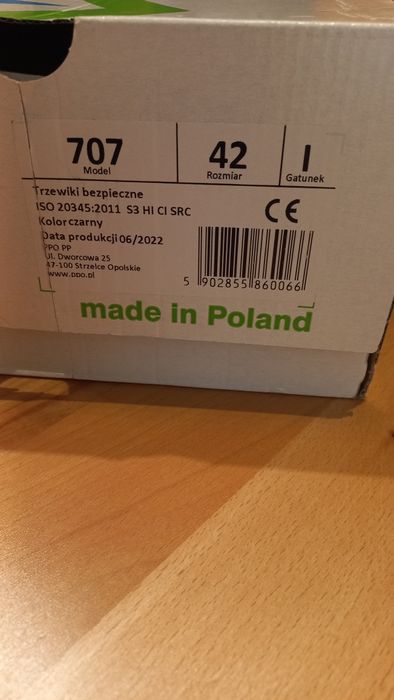 707 42 I
Model Rozmiar Gatunek
Trzewiki bezpieczne
ISO 20345:2011 S3 HI CI SRC
Kolor czarny
Data produkcji 06/2022
PPO PP
Ul. Dworcowa 25
47-100 Strzelce Opolskie
www.ppo.pl
CE
5 902855 860066
made in Poland